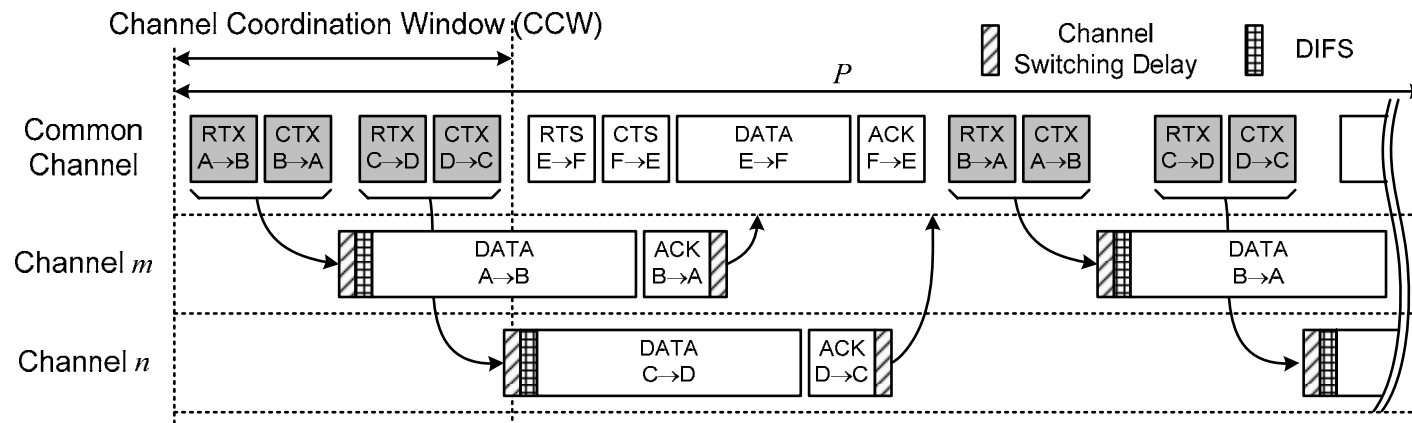 Channel Coordination Window (CCW)
Channel
Switching Delay
DIFS
P
Common
Channel
RTX
A→B
CTX
B→A
RTX
C→D
CTX
D→C
RTS
E→F
CTS
F→E
DATA
E→F
ACK
F→E
RTX
B→A
CTX
A→B
RTX
C→D
CTX
D→C
Channel m
DATA
A→B
ACK
B→A
DATA
B→A
Channel n
DATA
C→D
ACK
D→C